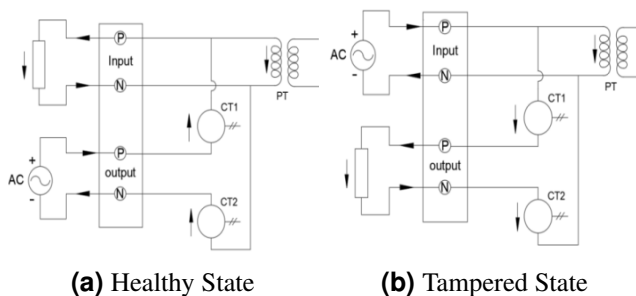 P
Input
N
PT
CT1
+
AC
-
P
output
N
CT2
(a) Healthy State
+
AC
-
P
Input
N
PT
CT1
P
output
N
CT2
(b) Tampered State